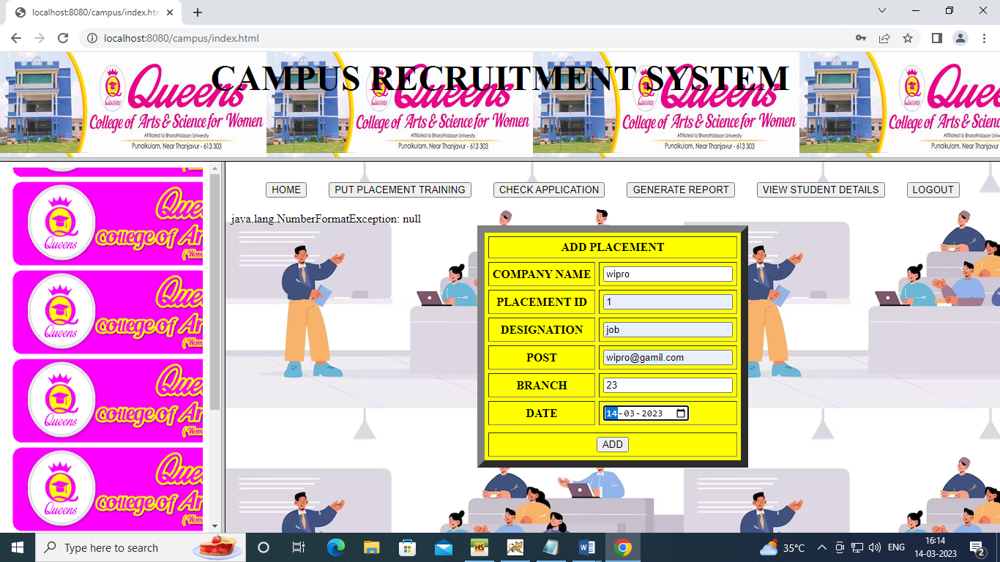 localhost:8080/campus/index.htm
localhost:8080/campus/index.html
CAMPUS RECRUITMENT SYSTEM
Queens
College of Arts & Science for Women
Affiliated to Bharathidasan University
Punalkulam, Near Thanjavur - 613 303
Queens
College of Arts & Science for Women
Affiliated to Bharathidasan University
Punalkulam, Near Thanjavur - 613 303
Queens
College of Arts & Science for Women
Affiliated to Bharathidasan University
Punalkulam, Near Thanjavur - 613 303
Queens
College of Arts & Science
Affiliated to Bharathidasan University
Punalkulam, Near Thanjavur - 613 303
HOME PUT PLACEMENT TRAINING CHECK APPLICATION GENERATE REPORT VIEW STUDENT DETAILS LOGOUT
java.lang.NumberFormatException: null
Queens
Quee
college of Ar
(Wom
Queens
Quee
college of Ar
(Wom
Queens
Quee
college of Ar
(Wom
Queens
Quee
college of Ar
(Wom
ADD PLACEMENT
COMPANY NAME wipro
PLACEMENT ID 1
DESIGNATION job
POST wipro@gamil.com
BRANCH 23
DATE 14-03-2023
ADD
Type here to search
HS
35°C
ENG
16:14
14-03-2023
2